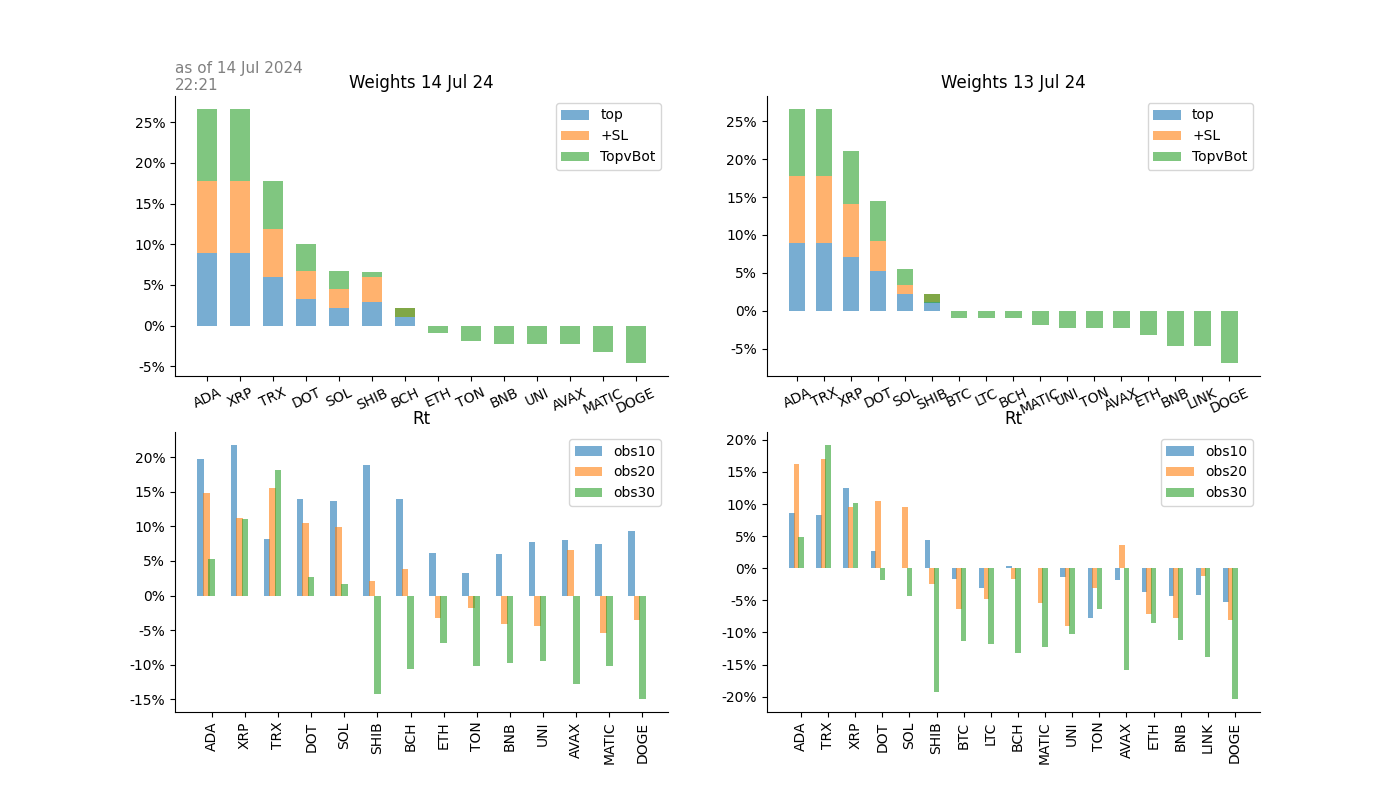 as of 14 Jul 2024
22:21
Weights 14 Jul 24
top
+SL
TopvBot
25%
20%
15%
10%
5%
0%
-5%
ADA XRP TRX DOT SOL SHIB BCH ETH TON BNB UNI AVAX MATIC DOGE
Weights 13 Jul 24
top
+SL
TopvBot
25%
20%
15%
10%
5%
0%
-5%
ADA TRX XRP DOT SOL SHIB BTC LTC BCH MATIC UNI TON AVAX ETH BNB LINK DOGE
Rt
obs10
obs20
obs30
20%
15%
10%
5%
0%
-5%
-10%
-15%
ADA XRP TRX DOT SOL SHIB BCH ETH TON BNB UNI AVAX MATIC DOGE
Rt
obs10
obs20
obs30
20%
15%
10%
5%
0%
-5%
-10%
-15%
-20%
ADA TRX XRP DOT SOL SHIB BTC LTC BCH MATIC UNI TON AVAX ETH BNB LINK DOGE